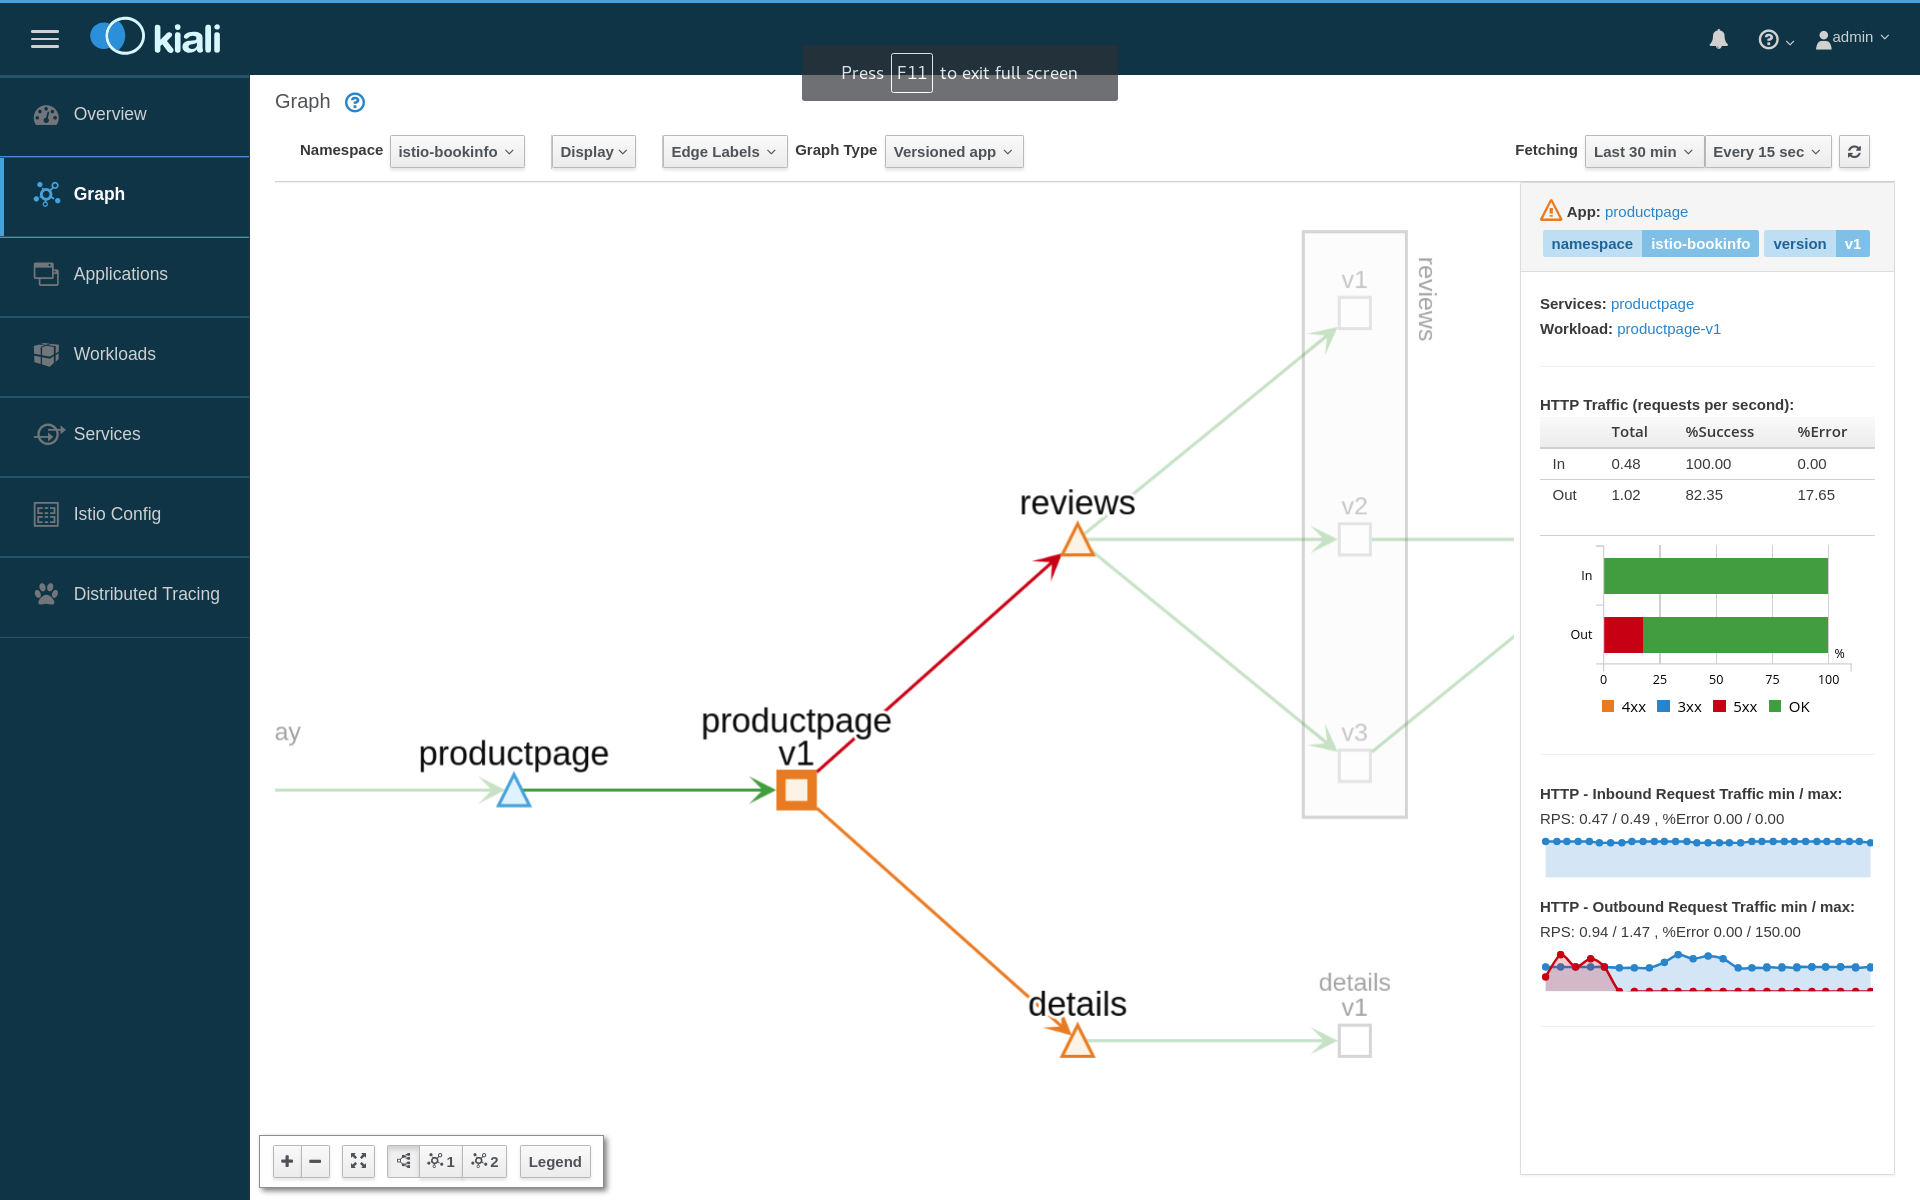 kiali
admin
Press F11 to exit full screen
Overview
Graph
Applications
Workloads
Services
Istio Config
Distributed Tracing
Graph
Namespace istio-bookinfo Display Edge Labels Graph Type Versioned app Fetching Last 30 min Every 15 sec
reviews
v1
v2
v3
reviews
ay
productpage
productpage
v1
details
details
v1
1 2 Legend
App: productpage
namespace istio-bookinfo version v1
Services: productpage
Workload: productpage-v1
HTTP Traffic (requests per second):
Total %Success %Error
In 0.48 100.00 0.00
Out 1.02 82.35 17.65
In
Out
%
0 25 50 75 100
4xx 3xx 5xx OK
HTTP - Inbound Request Traffic min / max:
RPS: 0.47 / 0.49 , %Error 0.00 / 0.00
HTTP - Outbound Request Traffic min / max:
RPS: 0.94 / 1.47 , %Error 0.00 / 150.00